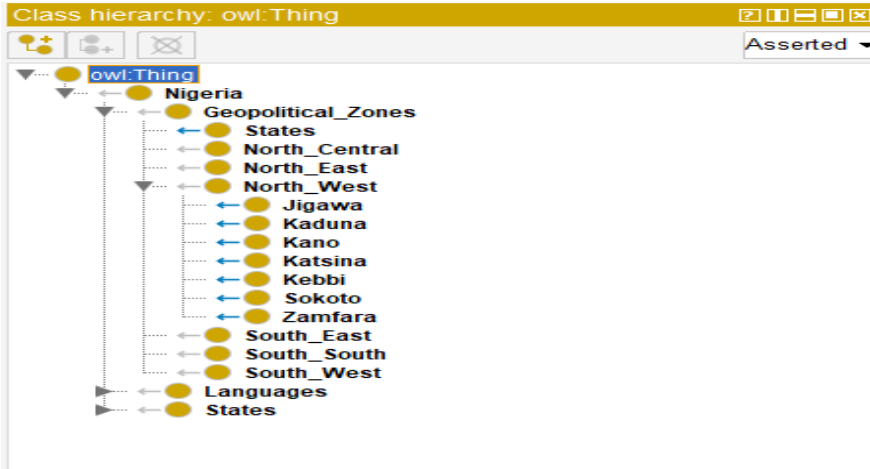 Class hierarchy: owl:Thing
Asserted
owl:Thing
Nigeria
Geopolitical_Zones
States
North_Central
North_East
North_West
Jigawa
Kaduna
Kano
Katsina
Kebbi
Sokoto
Zamfara
South_East
South_South
South_West
Languages
States